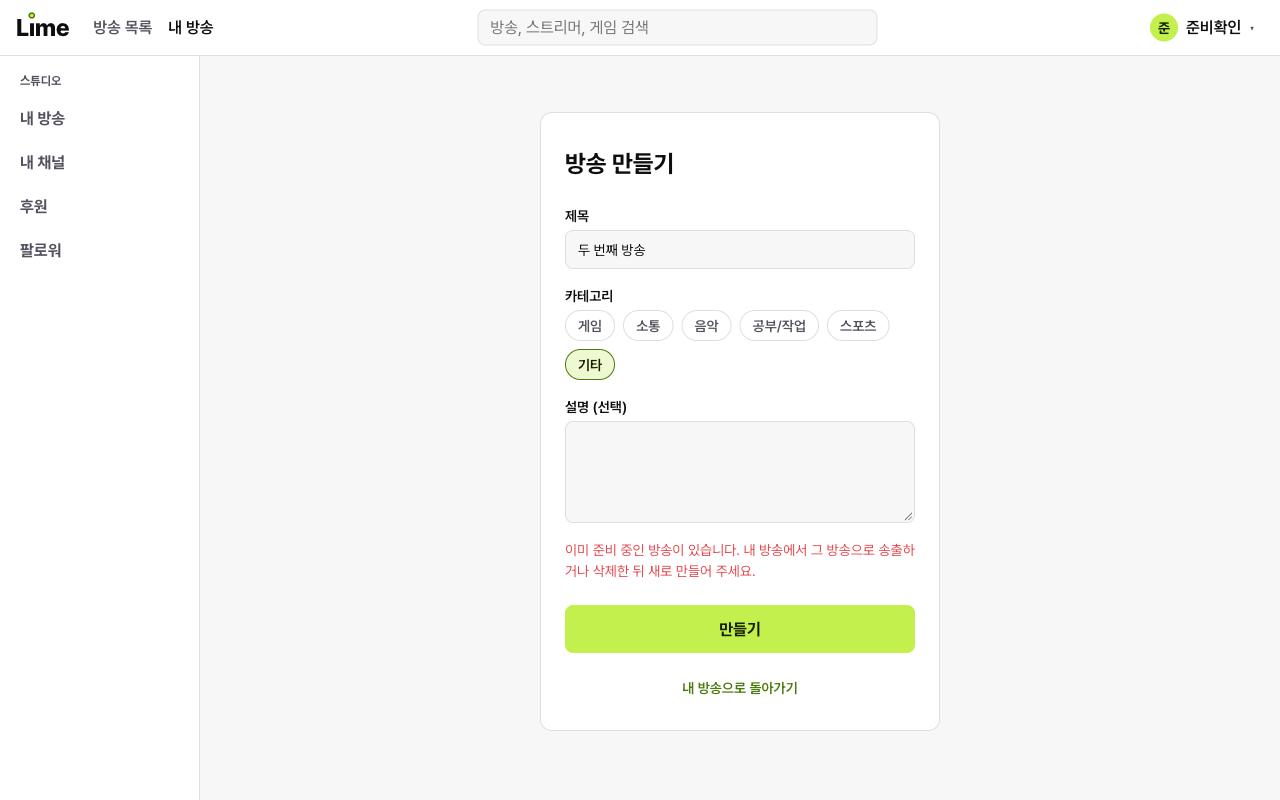 Lime
방송 목록
내 방송
방송, 스트리머, 게임 검색
준
준비확인
스튜디오
내 방송
내 채널
후원
팔로워
방송 만들기
제목
두 번째 방송
카테고리
게임
소통
음악
공부/작업
스포츠
기타
설명 (선택)
이미 준비 중인 방송이 있습니다. 내 방송에서 그 방송으로 송출하
거나 삭제한 뒤 새로 만들어 주세요.
만들기
내 방송으로 돌아가기